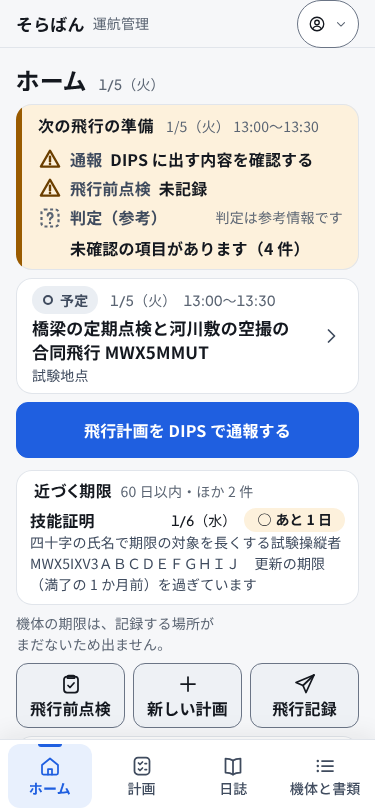 そらばん 運航管理
ホーム 1/5（火）
次の飛行の準備 1/5（火） 13:00〜13:30
通報 DIPS に出す内容を確認する
飛行前点検 未記録
判定（参考） 判定は参考情報です
未確認の項目があります（4 件）
予定 1/5（火） 13:00〜13:30
橋梁の定期点検と河川敷の空撮の
合同飛行 MWX5MMUT
試験地点
飛行計画を DIPS で通報する
近づく期限 60 日以内・ほか 2 件
技能証明 1/6（水） あと 1 日
四十字の氏名で期限の対象を長くする試験操縦者
MWX5IXV3ＡＢＣＤＥＦＧＨＩＪ　更新の期限
（満了の 1 か月前）を過ぎています
機体の期限は、記録する場所が
まだないため出ません。
飛行前点検 新しい計画 飛行記録
ホーム 計画 日誌 機体と書類